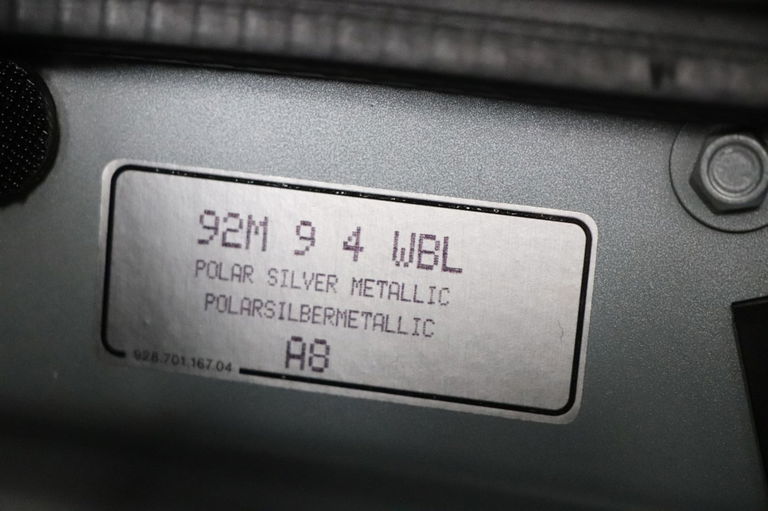 92M 9 4 WBL
POLAR SILVER METALLIC
POLARSILBERMETALLIC
A8
928.701.167.04